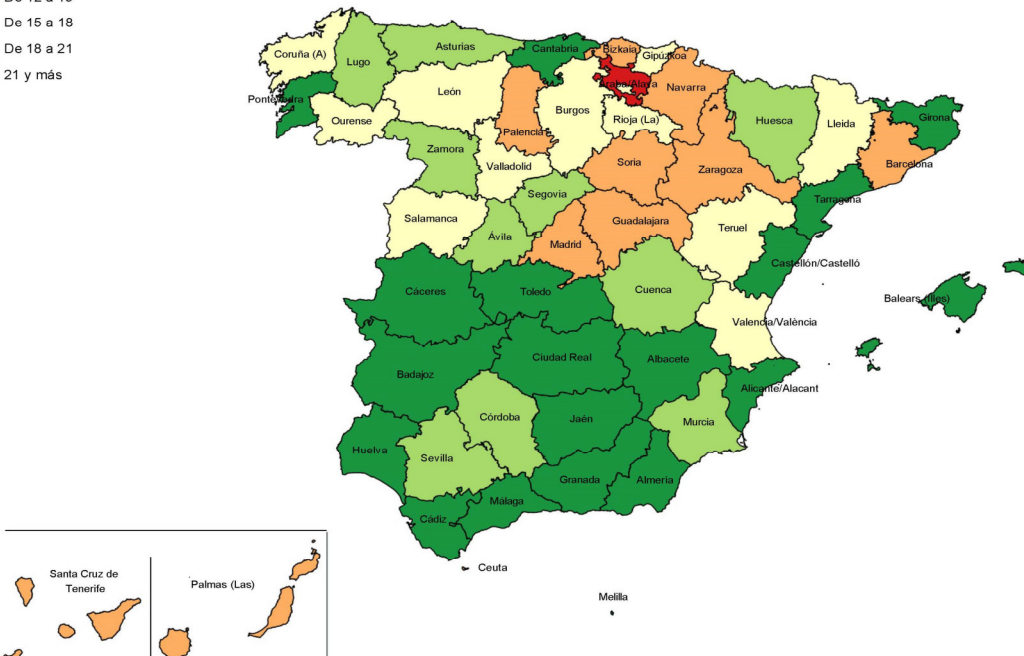 De 15 a 18
De 18 a 21
21 y más
Coruña (A)
Lugo
Asturias
Cantabria
Bizkaia
Gipúzkoa
Araba/Álava
Navarra
Pontevedra
Ourense
León
Palencia
Burgos
Rioja (La)
Huesca
Lleida
Girona
Barcelona
Zamora
Valladolid
Soria
Zaragoza
Tarragona
Segovia
Salamanca
Ávila
Madrid
Guadalajara
Teruel
Castellón/Castelló
Cáceres
Toledo
Cuenca
Valencia/València
Balears (Illes)
Badajoz
Ciudad Real
Albacete
Alicante/Alacant
Córdoba
Jaén
Murcia
Huelva
Sevilla
Granada
Almería
Cádiz
Málaga
Ceuta
Melilla
Santa Cruz de
Tenerife
Palmas (Las)